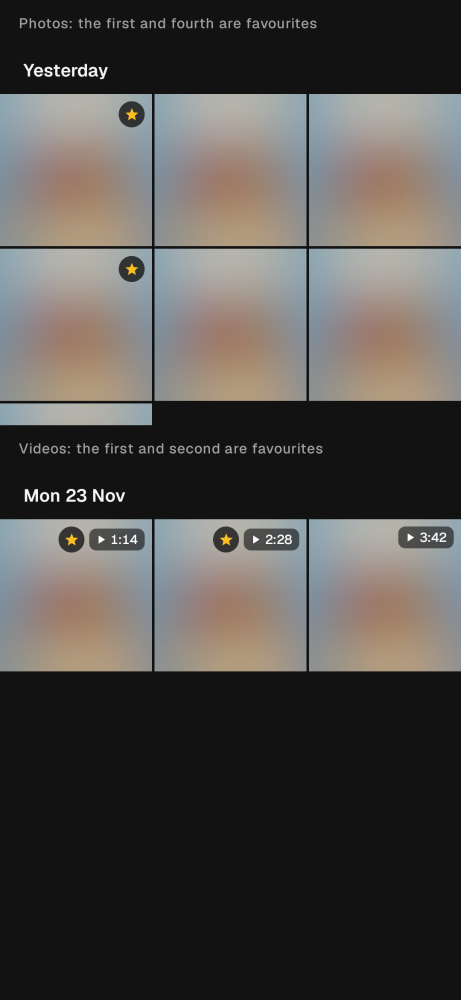 Photos: the first and fourth are favourites
Yesterday
Videos: the first and second are favourites
Mon 23 Nov
1:14
2:28
3:42